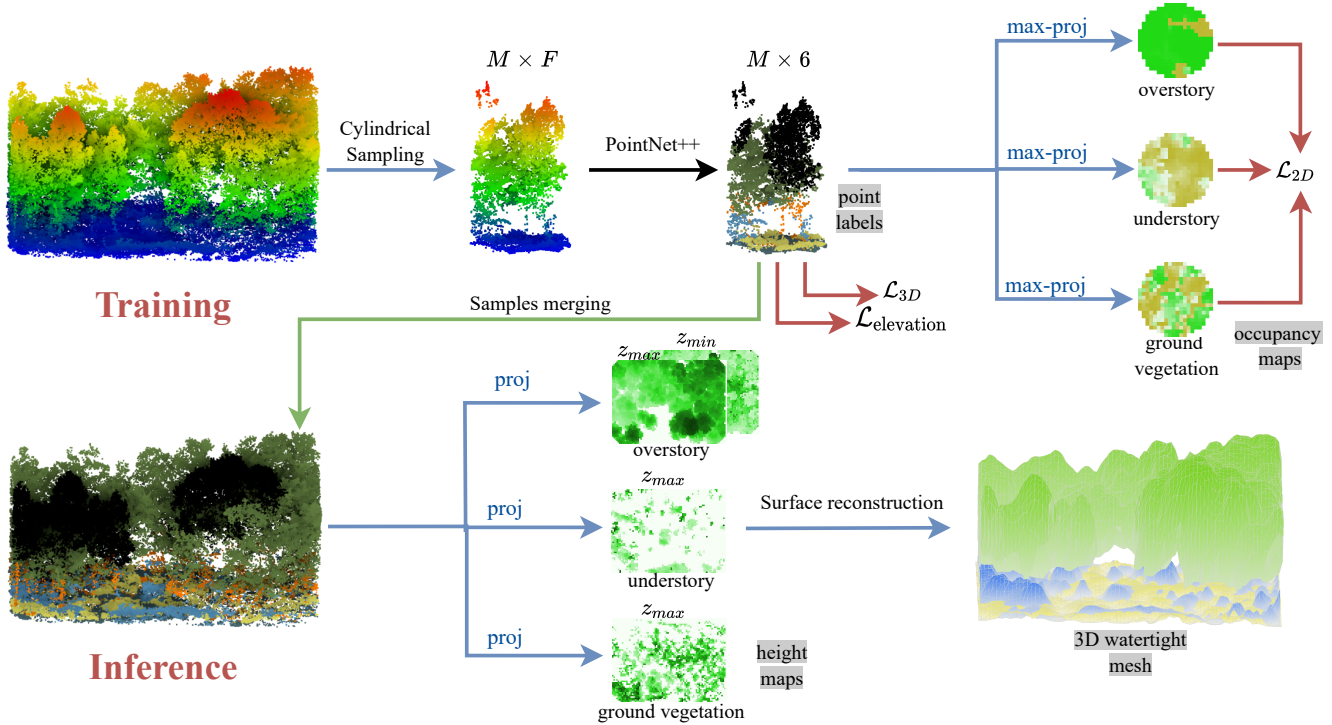 M × F
M × 6
Cylindrical
Sampling
PointNet++
point
labels
max-proj
overstory
max-proj
understory
max-proj
ground
vegetation
occupancy
maps
ℒ2D
ℒ3D
ℒelevation
Training
Samples merging
proj
zmax
zmin
overstory
proj
zmax
understory
proj
zmax
ground vegetation
height
maps
Surface reconstruction
3D watertight
mesh
Inference